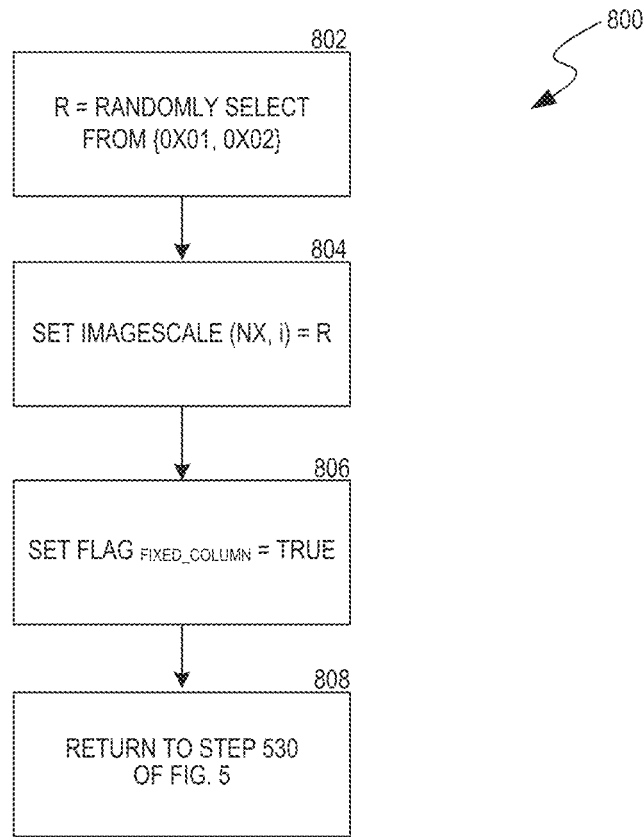 800
802
R = RANDOMLY SELECT
FROM {0X01, 0X02}
804
SET IMAGESCALE (NX, i) = R
806
SET FLAG FIXED_COLUMN = TRUE
808
RETURN TO STEP 530
OF FIG. 5